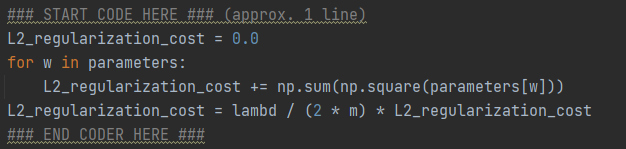 ### START CODE HERE ### (approx. 1 line)
L2_regularization_cost = 0.0
for w in parameters:
    L2_regularization_cost += np.sum(np.square(parameters[w]))
L2_regularization_cost = lambd / (2 * m) * L2_regularization_cost
### END CODER HERE ###